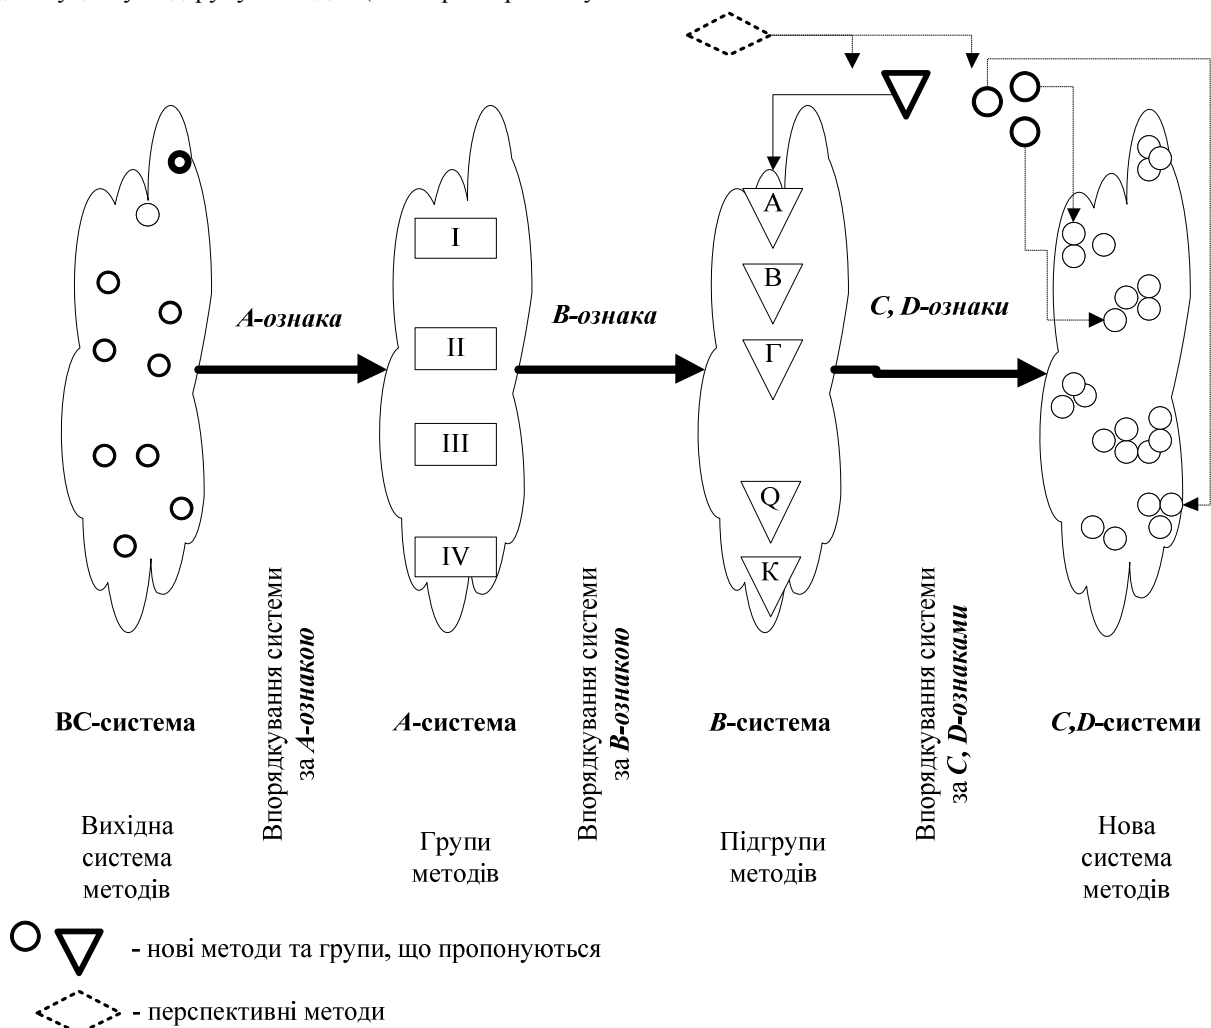 А
I
В
A-ознака
B-ознака
C, D-ознаки
II
Г
III
Q
IV
К
Впорядкування системи
за A-ознакою
Впорядкування системи
за B-ознакою
Впорядкування системи
за C, D-ознаками
ВС-система
A-система
B-система
C,D-системи
Вихідна
система
методів
Групи
методів
Підгрупи
методів
Нова
система
методів
- нові методи та групи, що пропонуються
- перспективні методи